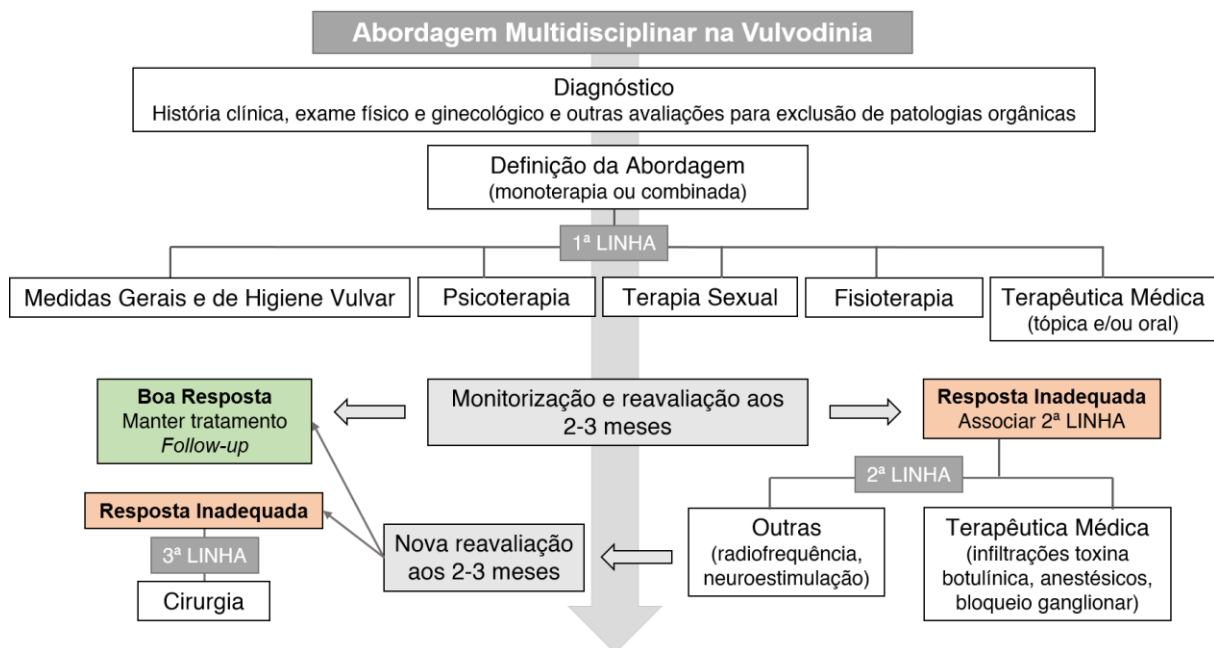 Abordagem Multidisciplinar na Vulvodinia
Diagnóstico
História clínica, exame físico e ginecológico e outras avaliações para exclusão de patologias orgânicas
Definição da Abordagem
(monoterapia ou combinada)
1ª LINHA
Medidas Gerais e de Higiene Vulvar
Psicoterapia
Terapia Sexual
Fisioterapia
Terapêutica Médica
(tópica e/ou oral)
Boa Resposta
Manter tratamento
Follow-up
Monitorização e reavaliação aos
2-3 meses
Resposta Inadequada
Associar 2ª LINHA
2ª LINHA
Outras
(radiofrequência,
neuroestimulação)
Terapêutica Médica
(infiltrações toxina
botulínica, anestésicos,
bloqueio ganglionar)
Nova reavaliação
aos 2-3 meses
Resposta Inadequada
3ª LINHA
Cirurgia